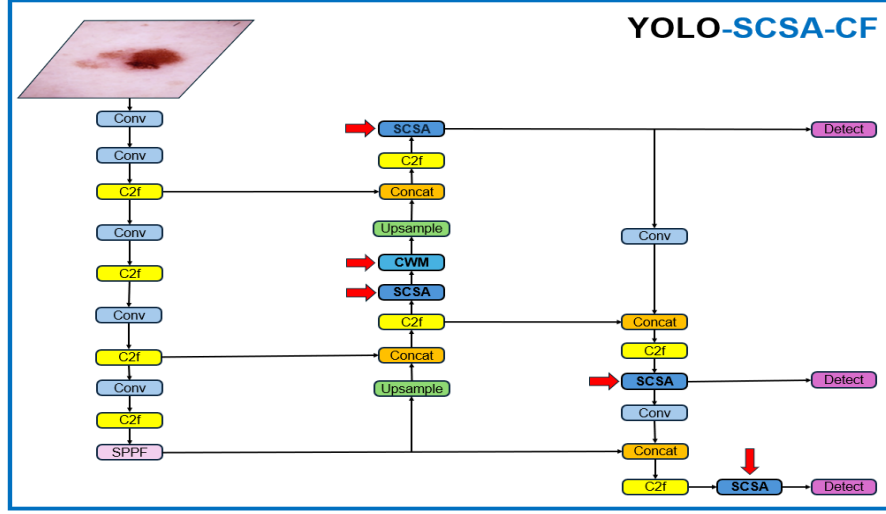 YOLO-SCSA-CF
Conv
Conv
C2f
Conv
C2f
Conv
C2f
Conv
C2f
SPPF
SCSA
C2f
Concat
Upsample
CWM
SCSA
C2f
Concat
Upsample
Detect
Conv
Concat
C2f
SCSA
Detect
Conv
Concat
C2f
SCSA
Detect